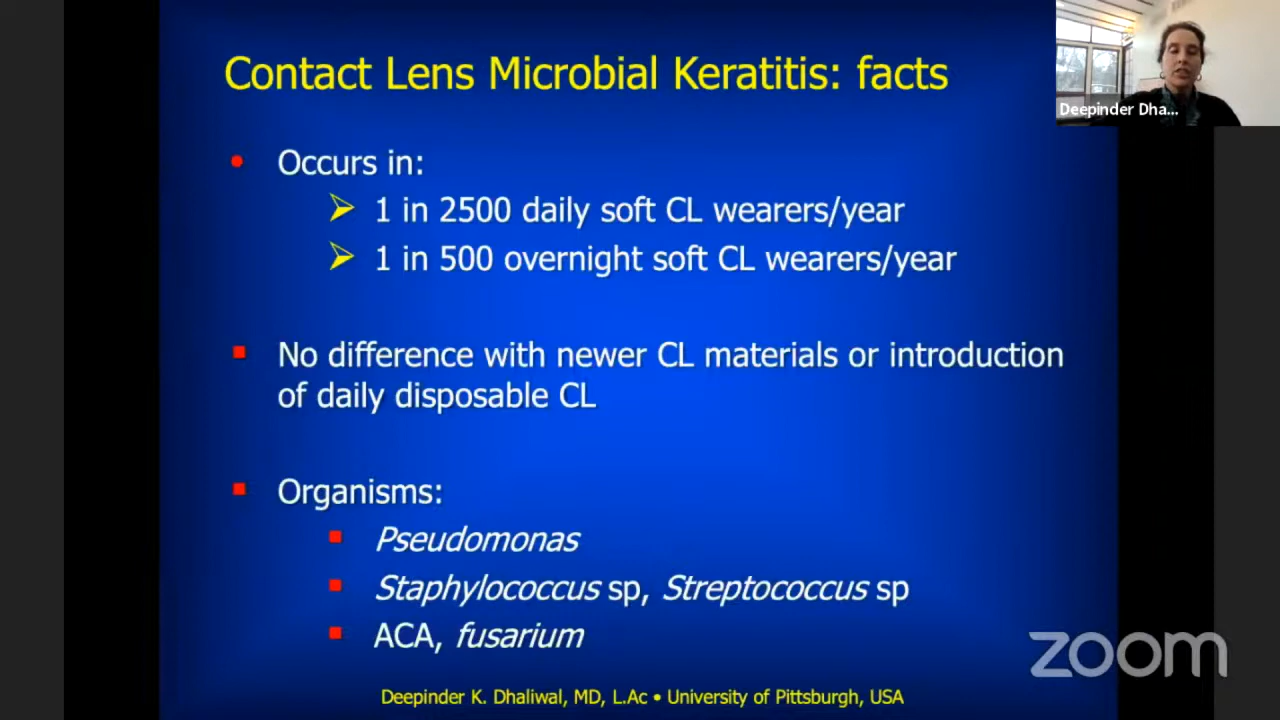 Contact Lens Microbial Keratitis: facts
Deepinder Dha...
Occurs in:
1 in 2500 daily soft CL wearers/year
1 in 500 overnight soft CL wearers/year
No difference with newer CL materials or introduction
of daily disposable CL
Organisms:
Pseudomonas
Staphylococcus sp, Streptococcus sp
ACA, fusarium
zoom
Deepinder K. Dhaliwal, MD, L.Ac • University of Pittsburgh, USA